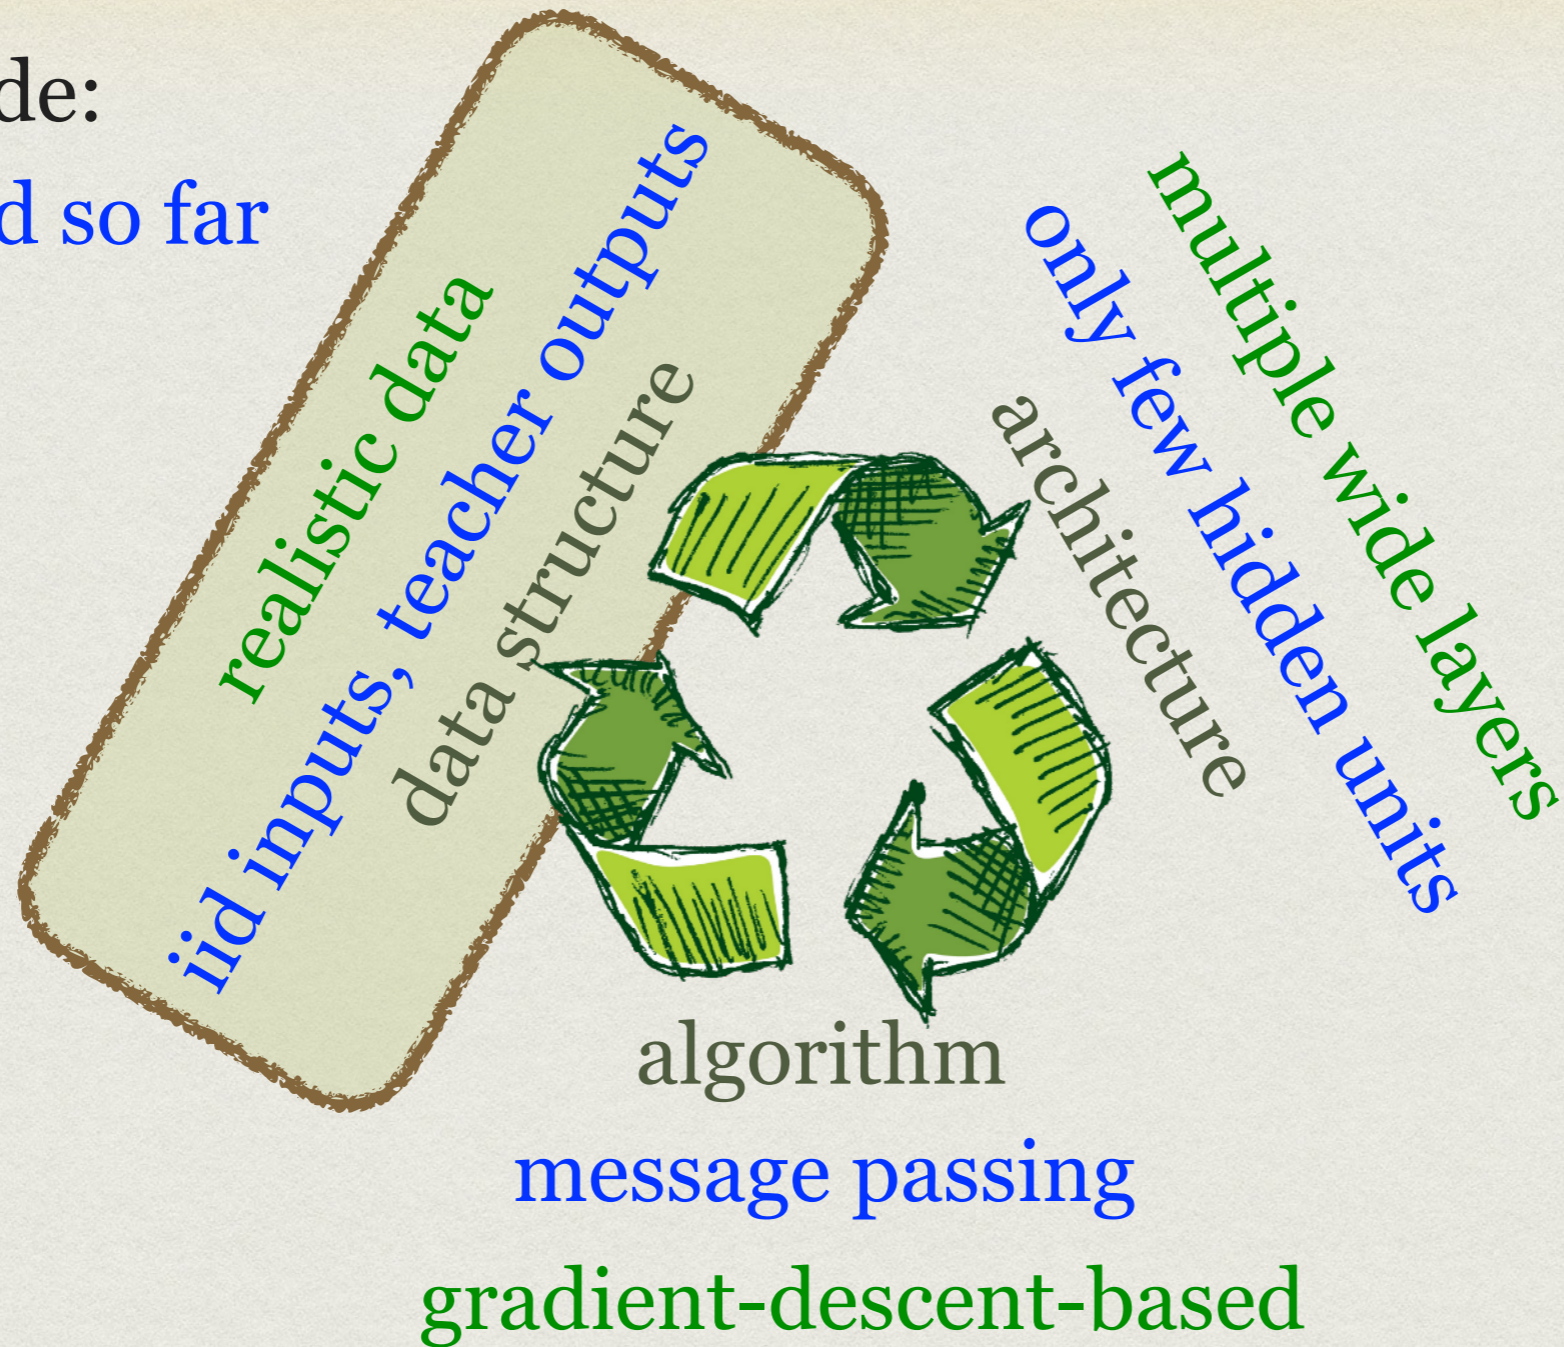 de:
d so far
realistic data
iid inputs, teacher outputs
data structure
multiple wide layers
only few hidden units
architecture
algorithm
message passing
gradient-descent-based